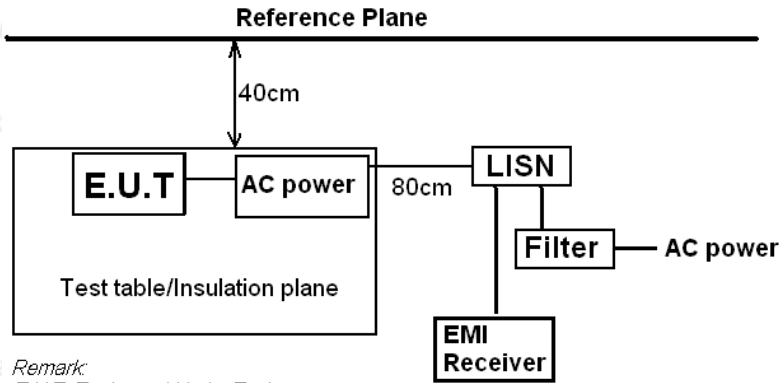 Reference Plane
40cm
E.U.T
AC power
80cm
LISN
Filter
AC power
Test table/Insulation plane
EMI
Receiver
Remark: